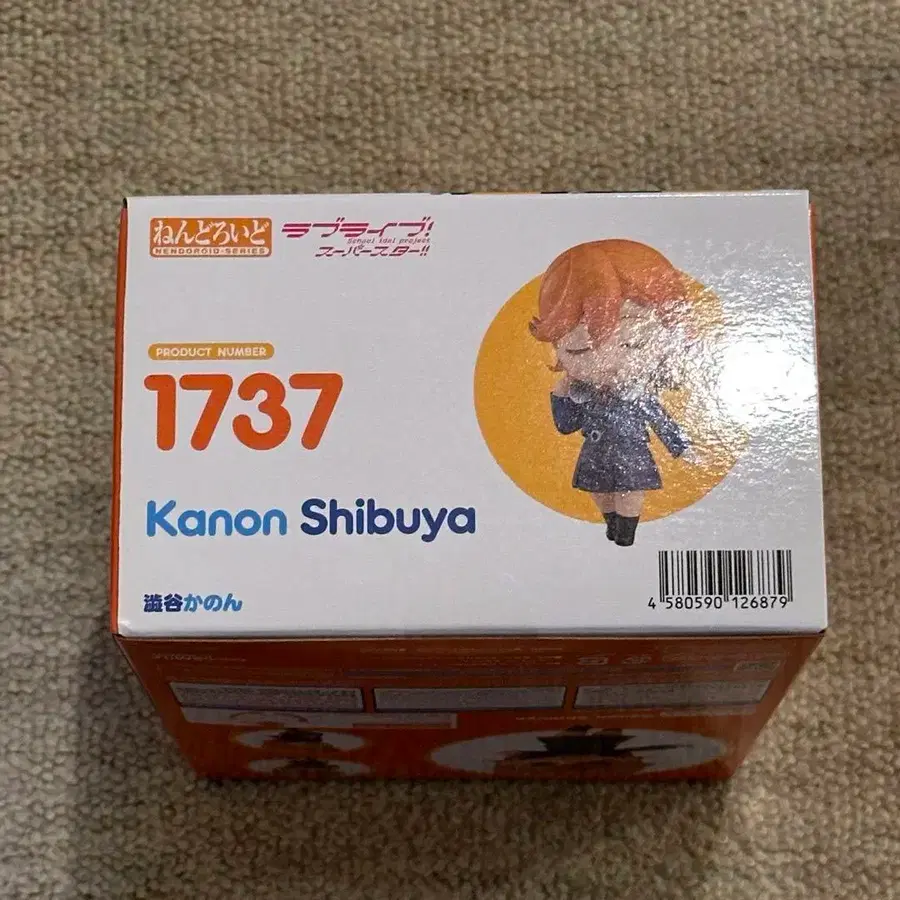 ねんどろいど
NENDOROID-SERIES
ラブライブ!
School idol project
スーパースター!!
PRODUCT NUMBER
1737
Kanon Shibuya
澁谷かのん
4 580590 126879